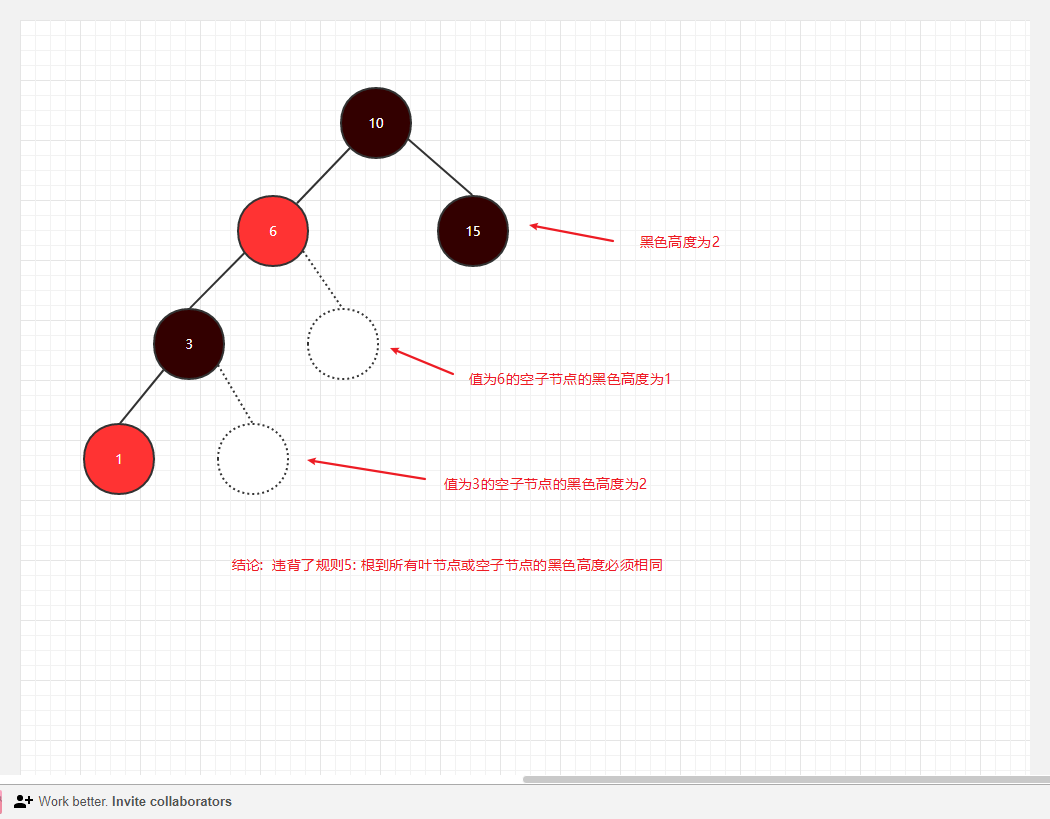 10
6
15
黑色高度为2
3
值为6的空子节点的黑色高度为1
1
值为3的空子节点的黑色高度为2
结论: 违背了规则5: 根到所有叶节点或空子节点的黑色高度必须相同
Work better. Invite collaborators